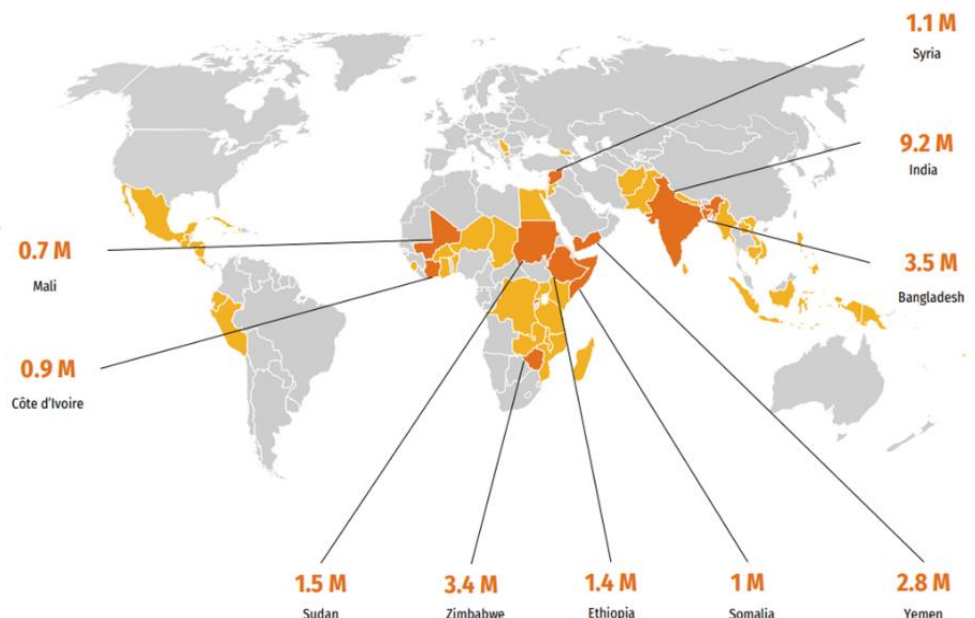 1.1 M
Syria
9.2 M
India
0.7 M
Mali
3.5 M
Bangladesh
0.9 M
Côte d'Ivoire
1.5 M
Sudan
3.4 M
Zimbabwe
1.4 M
Ethiopia
1 M
Somalia
2.8 M
Yemen